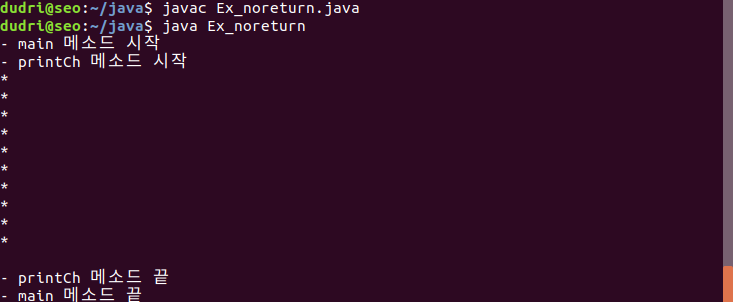 dudri@seo:~/java$ javac Ex_noreturn.java
dudri@seo:~/java$ java Ex_noreturn
- main 메소드 시작
- printCh 메소드 시작
*
*
*
*
*
*
*
*
*
*

- printCh 메소드 끝
- main 메소드 끝